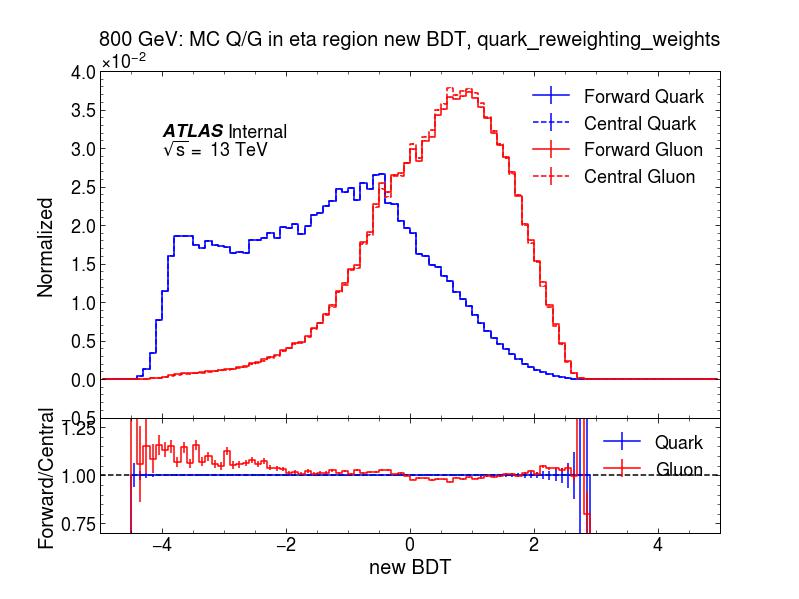 800 GeV: MC Q/G in eta region new BDT, quark_reweighting_weights
×10⁻²
4.0
3.5
3.0
2.5
2.0
1.5
1.0
0.5
0.0
−0.5
Normalized
ATLAS Internal
√s = 13 TeV
Forward Quark
Central Quark
Forward Gluon
Central Gluon
1.25
1.00
0.75
Forward/Central
Quark
Gluon
−4 −2 0 2 4
new BDT